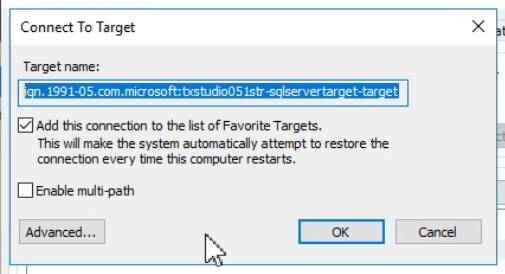 Connect To Target
Target name:
iqn.1991-05.com.microsoft:txstudio051str-sqlservertarget-target
Add this connection to the list of Favorite Targets.
This will make the system automatically attempt to restore the
connection every time this computer restarts.
Enable multi-path
Advanced...
OK
Cancel